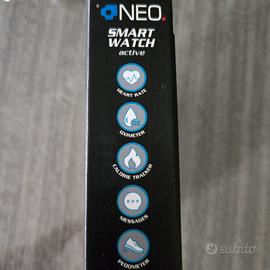 NEO.
SMART
WATCH
active
HEART RATE
OXIMETER
CALORIE TRACKER
MESSAGES
PEDOMETER
subito